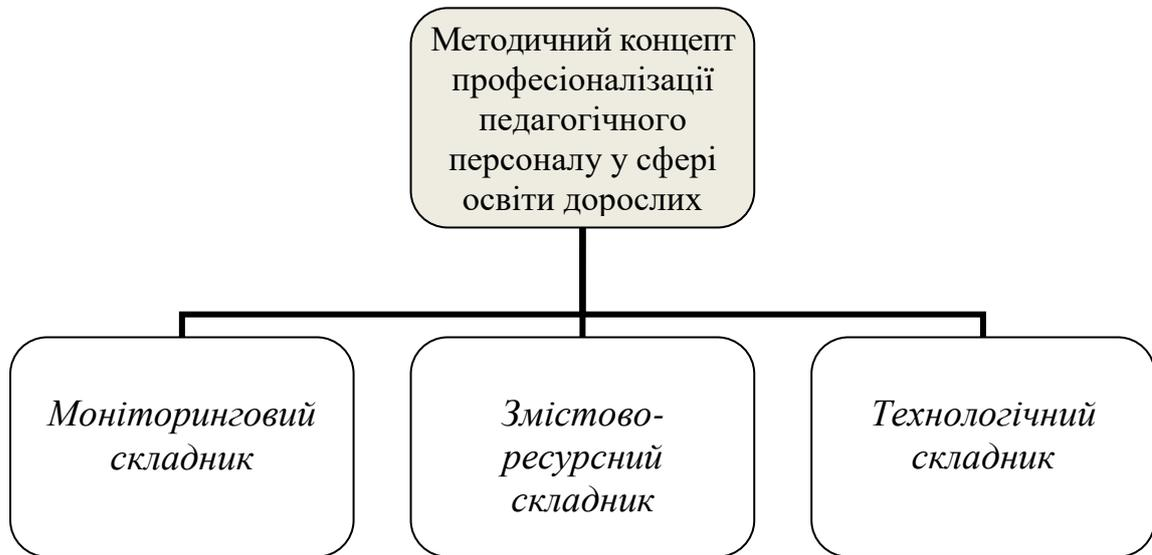 Методичний концепт
професіоналізації
педагогічного
персоналу у сфері
освіти дорослих
Моніторинговий
складник
Змістово-
ресурсний
складник
Технологічний
складник